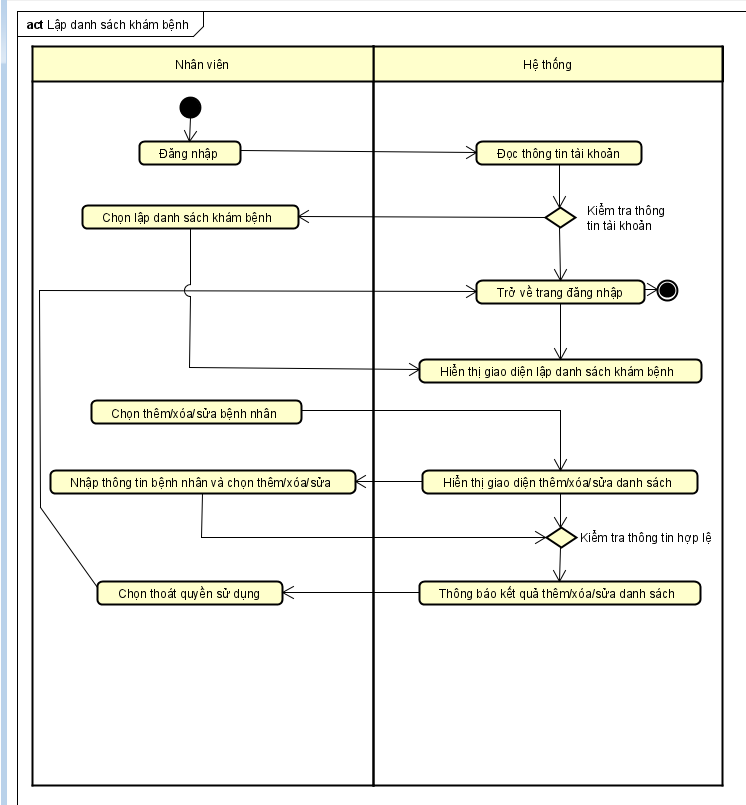 act Lập danh sách khám bệnh
Nhân viên
Hệ thống
Đăng nhập
Đọc thông tin tài khoản
Chọn lập danh sách khám bệnh
Kiểm tra thông
tin tài khoản
Trở về trang đăng nhập
Hiển thị giao diện lập danh sách khám bệnh
Chọn thêm/xóa/sửa bệnh nhân
Nhập thông tin bệnh nhân và chọn thêm/xóa/sửa
Hiển thị giao diện thêm/xóa/sửa danh sách
Kiểm tra thông tin hợp lệ
Chọn thoát quyền sử dụng
Thông báo kết quả thêm/xóa/sửa danh sách